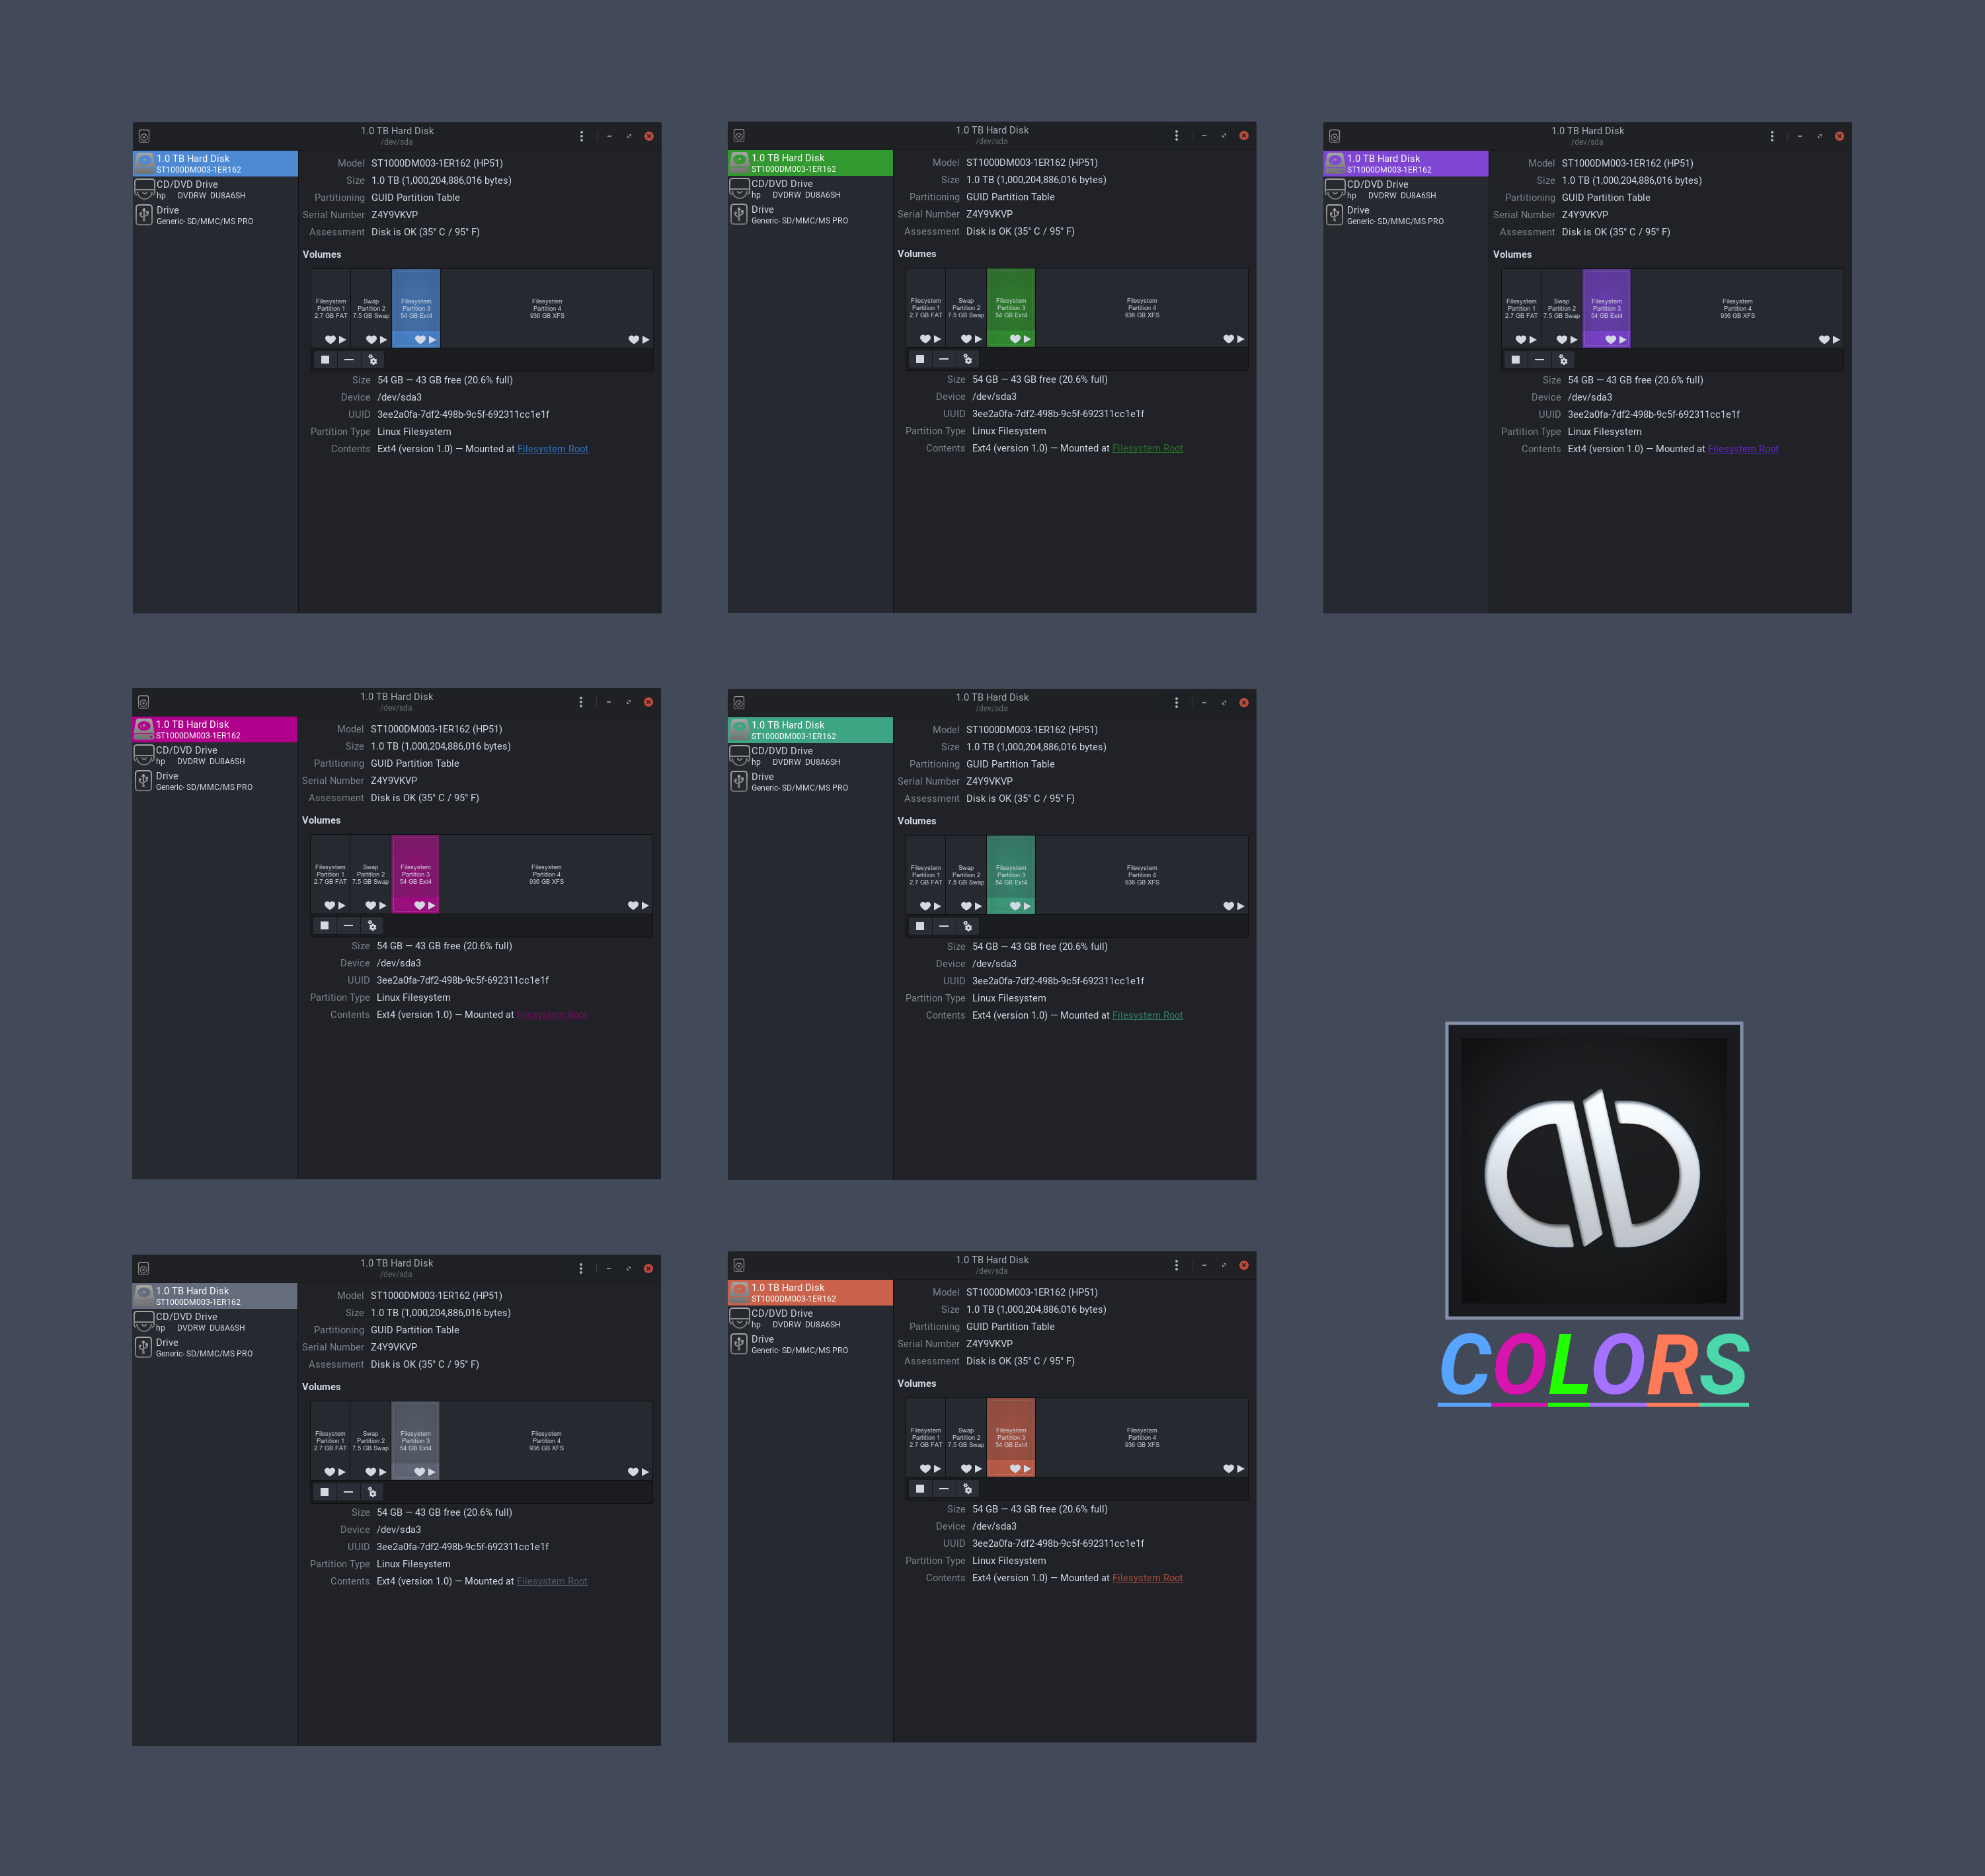 1.0 TB Hard Disk
/dev/sda
1.0 TB Hard Disk
ST1000DM003-1ER162
CD/DVD Drive
hp DVDRW DU8A6SH
Drive
Generic- SD/MMC/MS PRO
Model ST1000DM003-1ER162 (HP51)
Size 1.0 TB (1,000,204,886,016 bytes)
Partitioning GUID Partition Table
Serial Number Z4Y9VKVP
Assessment Disk is OK (35° C / 95° F)
Volumes
Filesystem
Partition 1
2.7 GB FAT
Swap
Partition 2
7.5 GB Swap
Filesystem
Partition 3
54 GB Ext4
Filesystem
Partition 4
936 GB XFS
Size 54 GB — 43 GB free (20.6% full)
Device /dev/sda3
UUID 3ee2a0fa-7df2-498b-9c5f-692311cc1e1f
Partition Type Linux Filesystem
Contents Ext4 (version 1.0) — Mounted at Filesystem Root
1.0 TB Hard Disk
/dev/sda
1.0 TB Hard Disk
ST1000DM003-1ER162
CD/DVD Drive
hp DVDRW DU8A6SH
Drive
Generic- SD/MMC/MS PRO
Model ST1000DM003-1ER162 (HP51)
Size 1.0 TB (1,000,204,886,016 bytes)
Partitioning GUID Partition Table
Serial Number Z4Y9VKVP
Assessment Disk is OK (35° C / 95° F)
Volumes
Filesystem
Partition 1
2.7 GB FAT
Swap
Partition 2
7.5 GB Swap
Filesystem
Partition 3
54 GB Ext4
Filesystem
Partition 4
936 GB XFS
Size 54 GB — 43 GB free (20.6% full)
Device /dev/sda3
UUID 3ee2a0fa-7df2-498b-9c5f-692311cc1e1f
Partition Type Linux Filesystem
Contents Ext4 (version 1.0) — Mounted at Filesystem Root
1.0 TB Hard Disk
/dev/sda
1.0 TB Hard Disk
ST1000DM003-1ER162
CD/DVD Drive
hp DVDRW DU8A6SH
Drive
Generic- SD/MMC/MS PRO
Model ST1000DM003-1ER162 (HP51)
Size 1.0 TB (1,000,204,886,016 bytes)
Partitioning GUID Partition Table
Serial Number Z4Y9VKVP
Assessment Disk is OK (35° C / 95° F)
Volumes
Filesystem
Partition 1
2.7 GB FAT
Swap
Partition 2
7.5 GB Swap
Filesystem
Partition 3
54 GB Ext4
Filesystem
Partition 4
936 GB XFS
Size 54 GB — 43 GB free (20.6% full)
Device /dev/sda3
UUID 3ee2a0fa-7df2-498b-9c5f-692311cc1e1f
Partition Type Linux Filesystem
Contents Ext4 (version 1.0) — Mounted at Filesystem Root
1.0 TB Hard Disk
/dev/sda
1.0 TB Hard Disk
ST1000DM003-1ER162
CD/DVD Drive
hp DVDRW DU8A6SH
Drive
Generic- SD/MMC/MS PRO
Model ST1000DM003-1ER162 (HP51)
Size 1.0 TB (1,000,204,886,016 bytes)
Partitioning GUID Partition Table
Serial Number Z4Y9VKVP
Assessment Disk is OK (35° C / 95° F)
Volumes
Filesystem
Partition 1
2.7 GB FAT
Swap
Partition 2
7.5 GB Swap
Filesystem
Partition 3
54 GB Ext4
Filesystem
Partition 4
936 GB XFS
Size 54 GB — 43 GB free (20.6% full)
Device /dev/sda3
UUID 3ee2a0fa-7df2-498b-9c5f-692311cc1e1f
Partition Type Linux Filesystem
Contents Ext4 (version 1.0) — Mounted at Filesystem Root
1.0 TB Hard Disk
/dev/sda
1.0 TB Hard Disk
ST1000DM003-1ER162
CD/DVD Drive
hp DVDRW DU8A6SH
Drive
Generic- SD/MMC/MS PRO
Model ST1000DM003-1ER162 (HP51)
Size 1.0 TB (1,000,204,886,016 bytes)
Partitioning GUID Partition Table
Serial Number Z4Y9VKVP
Assessment Disk is OK (35° C / 95° F)
Volumes
Filesystem
Partition 1
2.7 GB FAT
Swap
Partition 2
7.5 GB Swap
Filesystem
Partition 3
54 GB Ext4
Filesystem
Partition 4
936 GB XFS
Size 54 GB — 43 GB free (20.6% full)
Device /dev/sda3
UUID 3ee2a0fa-7df2-498b-9c5f-692311cc1e1f
Partition Type Linux Filesystem
Contents Ext4 (version 1.0) — Mounted at Filesystem Root
1.0 TB Hard Disk
/dev/sda
1.0 TB Hard Disk
ST1000DM003-1ER162
CD/DVD Drive
hp DVDRW DU8A6SH
Drive
Generic- SD/MMC/MS PRO
Model ST1000DM003-1ER162 (HP51)
Size 1.0 TB (1,000,204,886,016 bytes)
Partitioning GUID Partition Table
Serial Number Z4Y9VKVP
Assessment Disk is OK (35° C / 95° F)
Volumes
Filesystem
Partition 1
2.7 GB FAT
Swap
Partition 2
7.5 GB Swap
Filesystem
Partition 3
54 GB Ext4
Filesystem
Partition 4
936 GB XFS
Size 54 GB — 43 GB free (20.6% full)
Device /dev/sda3
UUID 3ee2a0fa-7df2-498b-9c5f-692311cc1e1f
Partition Type Linux Filesystem
Contents Ext4 (version 1.0) — Mounted at Filesystem Root
1.0 TB Hard Disk
/dev/sda
1.0 TB Hard Disk
ST1000DM003-1ER162
CD/DVD Drive
hp DVDRW DU8A6SH
Drive
Generic- SD/MMC/MS PRO
Model ST1000DM003-1ER162 (HP51)
Size 1.0 TB (1,000,204,886,016 bytes)
Partitioning GUID Partition Table
Serial Number Z4Y9VKVP
Assessment Disk is OK (35° C / 95° F)
Volumes
Filesystem
Partition 1
2.7 GB FAT
Swap
Partition 2
7.5 GB Swap
Filesystem
Partition 3
54 GB Ext4
Filesystem
Partition 4
936 GB XFS
Size 54 GB — 43 GB free (20.6% full)
Device /dev/sda3
UUID 3ee2a0fa-7df2-498b-9c5f-692311cc1e1f
Partition Type Linux Filesystem
Contents Ext4 (version 1.0) — Mounted at Filesystem Root
COLORS